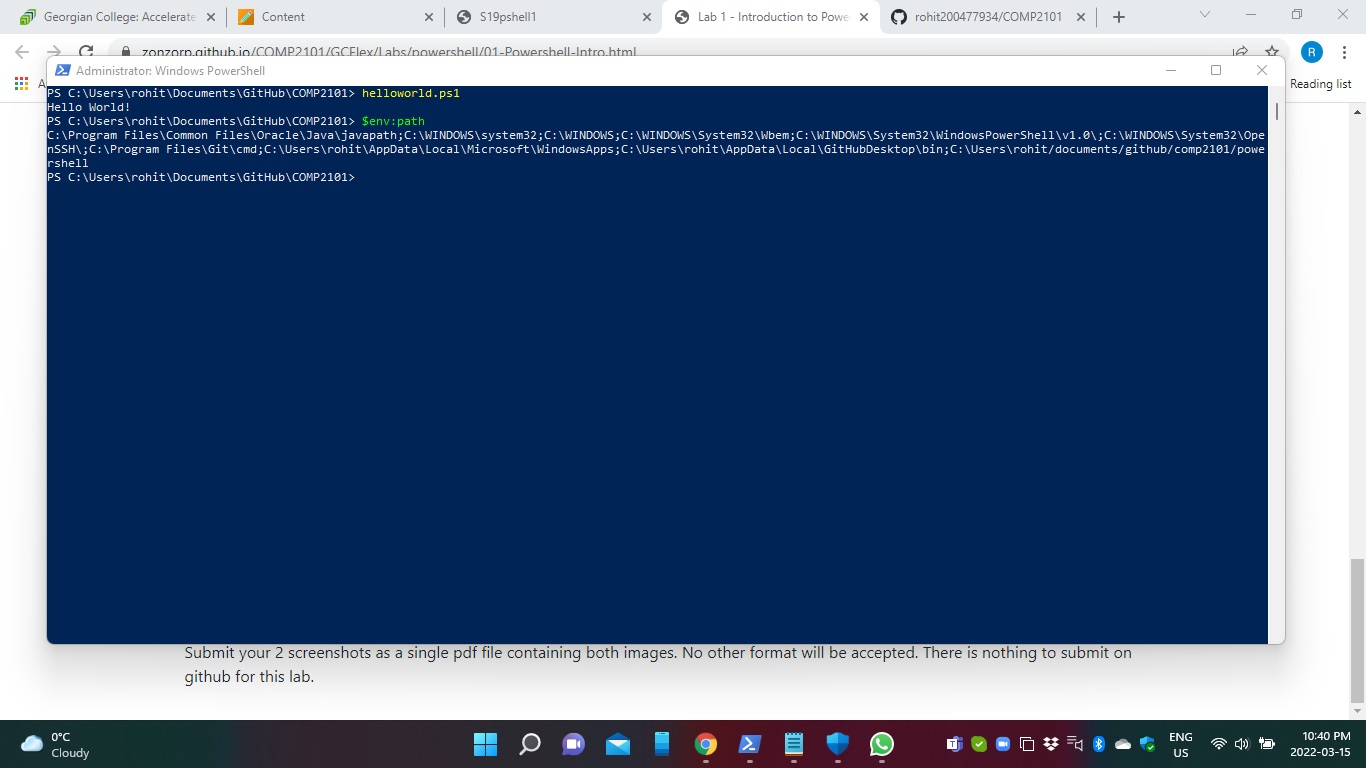 Georgian College: Accelerate
Content
S19pshell1
Lab 1 - Introduction to Powe
rohit200477934/COMP2101
zonzorp.github.io/COMP2101/GCFlex/Labs/powershell/01-Powershell-Intro.html
R
A
Reading list
Administrator: Windows PowerShell
PS C:\Users\rohit\Documents\GitHub\COMP2101> helloworld.ps1
Hello World!
PS C:\Users\rohit\Documents\GitHub\COMP2101> $env:path
C:\Program Files\Common Files\Oracle\Java\javapath;C:\WINDOWS\system32;C:\WINDOWS;C:\WINDOWS\System32\Wbem;C:\WINDOWS\System32\WindowsPowerShell\v1.0\;C:\WINDOWS\System32\Ope
nSSH\;C:\Program Files\Git\cmd;C:\Users\rohit\AppData\Local\Microsoft\WindowsApps;C:\Users\rohit\AppData\Local\GitHubDesktop\bin;C:\Users\rohit/documents/github/comp2101/powe
rshell
PS C:\Users\rohit\Documents\GitHub\COMP2101>
Submit your 2 screenshots as a single pdf file containing both images. No other format will be accepted. There is nothing to submit on
github for this lab.
0°C
Cloudy
ENG
US
10:40 PM
2022-03-15